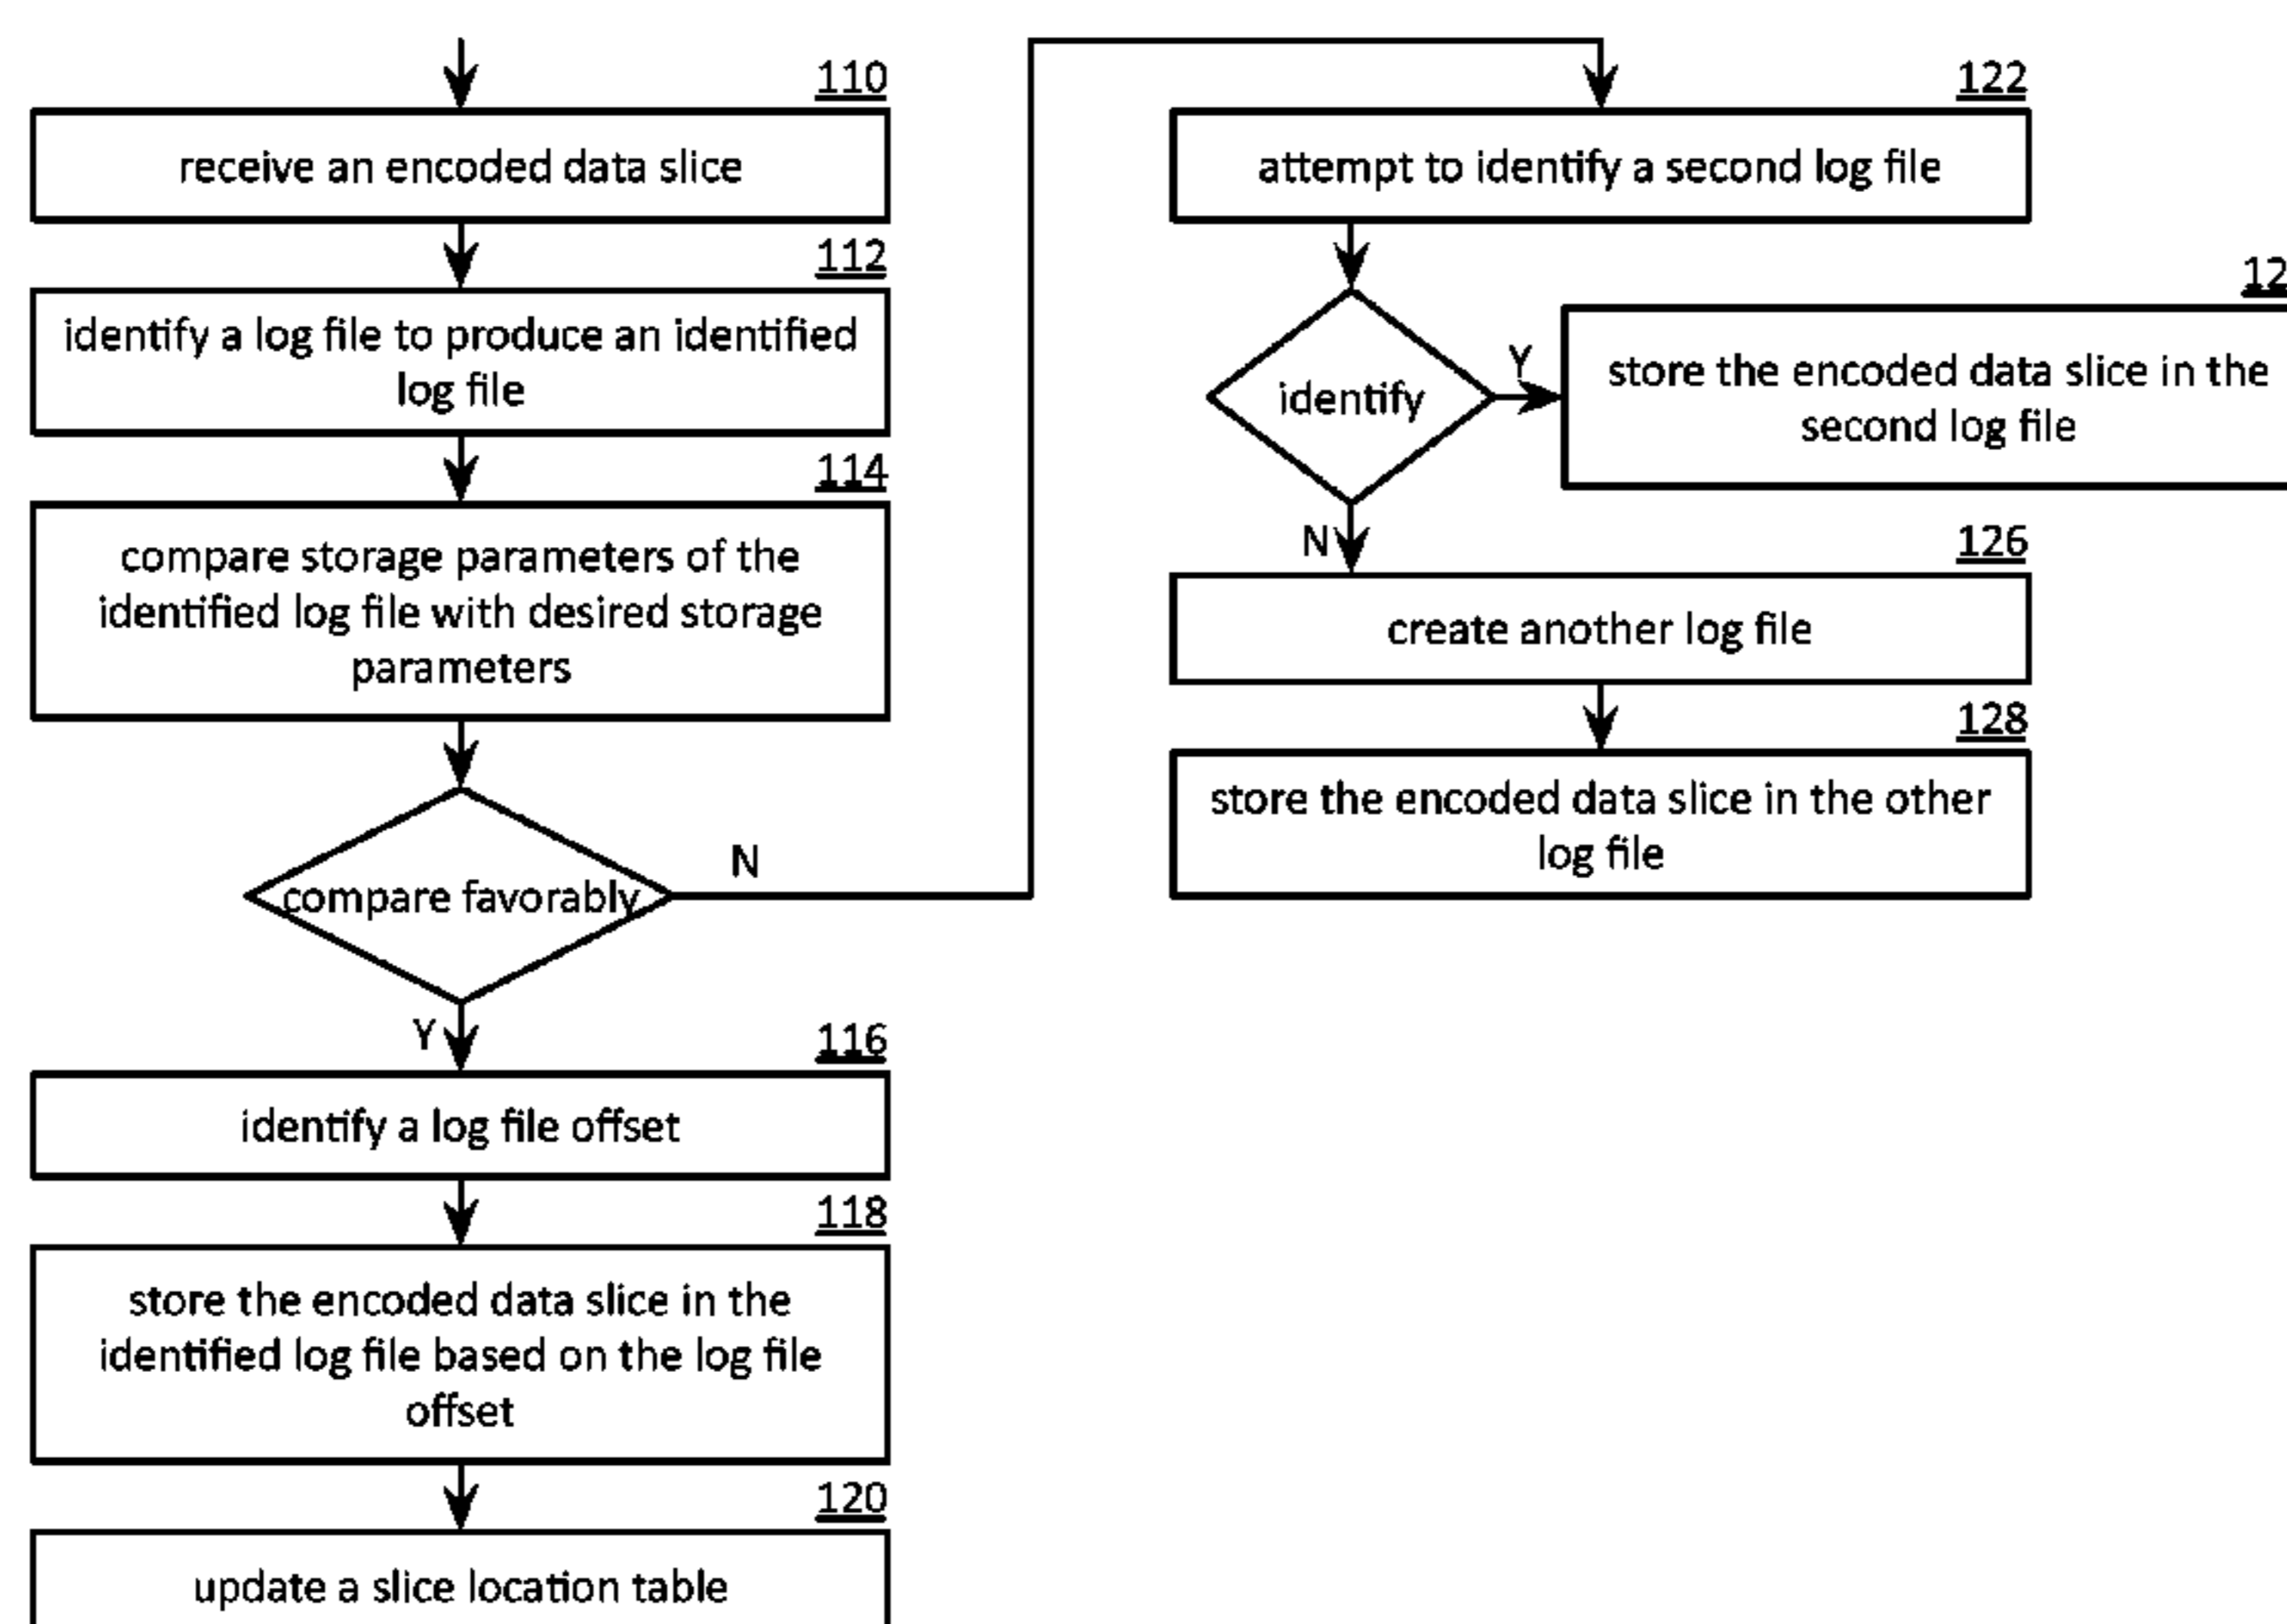 110
receive an encoded data slice
112
identify a log file to produce an identified
log file
114
compare storage parameters of the
identified log file with desired storage
parameters
compare favorably
N
Y
116
identify a log file offset
118
store the encoded data slice in the
identified log file based on the log file
offset
120
update a slice location table
122
attempt to identify a second log file
identify
Y
12
store the encoded data slice in the
second log file
N
126
create another log file
128
store the encoded data slice in the other
log file